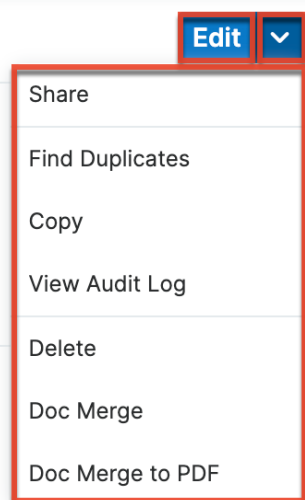 Edit
Share
Find Duplicates
Copy
View Audit Log
Delete
Doc Merge
Doc Merge to PDF